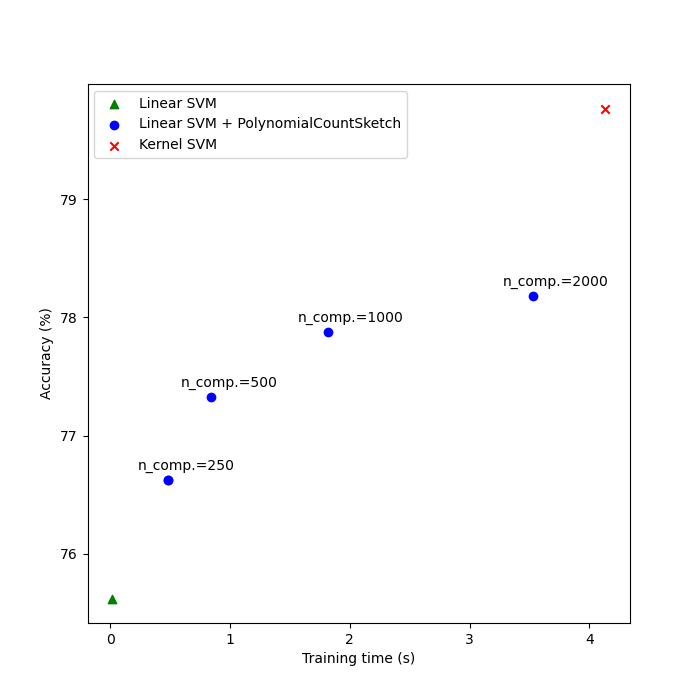 Linear SVM
Linear SVM + PolynomialCountSketch
Kernel SVM
79
n_comp.=2000
78
n_comp.=1000
n_comp.=500
77
n_comp.=250
76
Accuracy (%)
0 1 2 3 4
Training time (s)